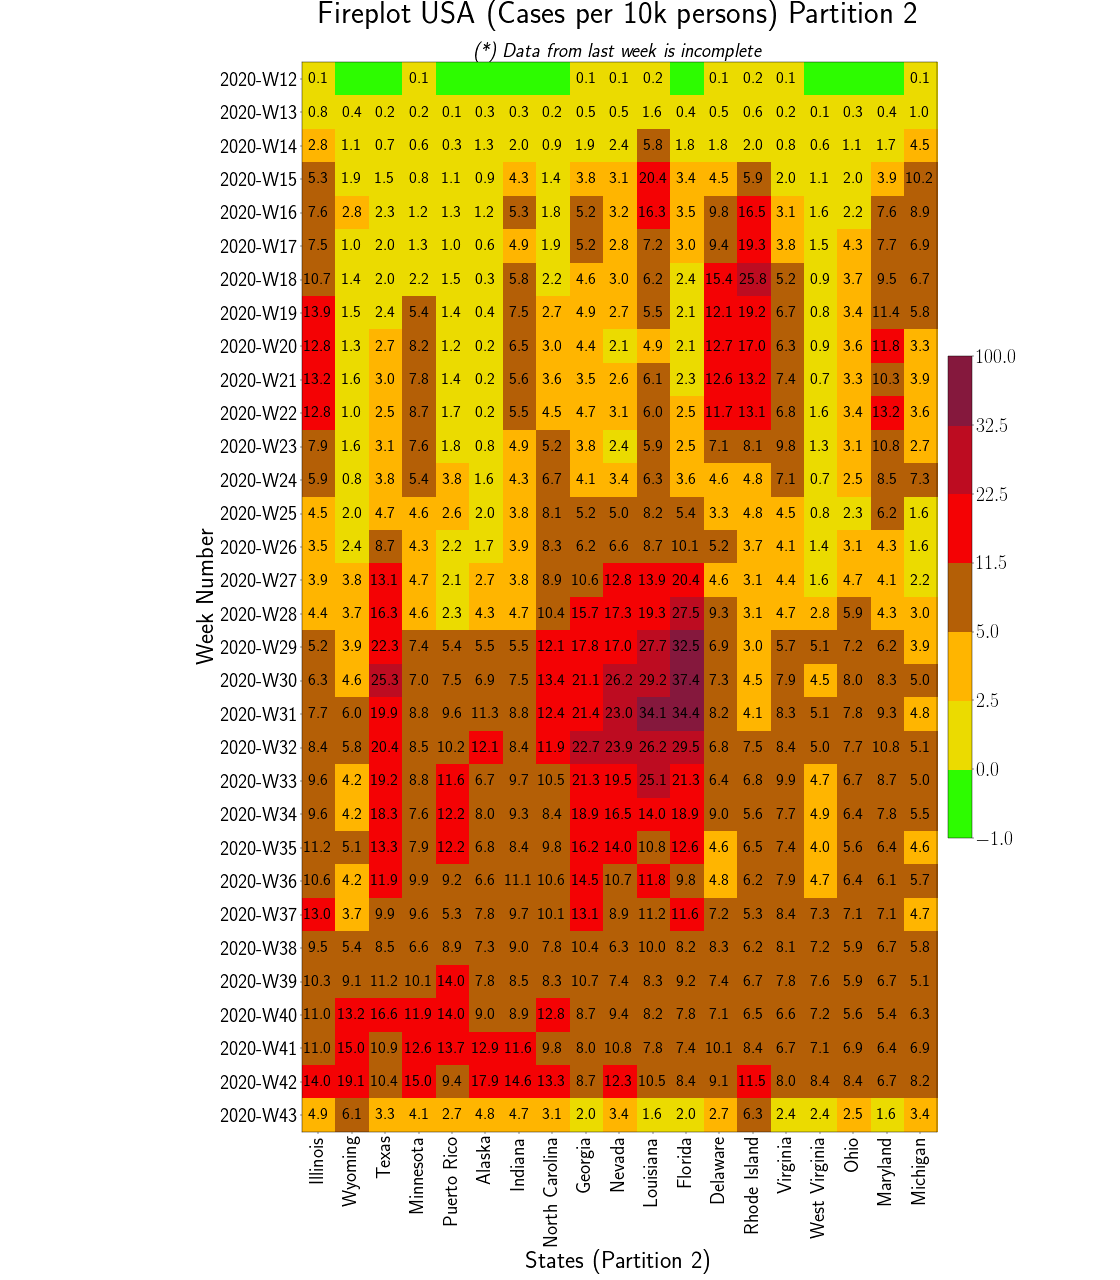 Fireplot USA (Cases per 10k persons) Partition 2
(*) Data from last week is incomplete
2020-W12 0.1 0.1 0.1 0.1 0.2 0.1 0.2 0.1 0.1
2020-W13 0.8 0.4 0.2 0.2 0.1 0.3 0.3 0.2 0.5 0.5 1.6 0.4 0.5 0.6 0.2 0.1 0.3 0.4 1.0
2020-W14 2.8 1.1 0.7 0.6 0.3 1.3 2.0 0.9 1.9 2.4 5.8 1.8 1.8 2.0 0.8 0.6 1.1 1.7 4.5
2020-W15 5.3 1.9 1.5 0.8 1.1 0.9 4.3 1.4 3.8 3.1 20.4 3.4 4.5 5.9 2.0 1.1 2.0 3.9 10.2
2020-W16 7.6 2.8 2.3 1.2 1.3 1.2 5.3 1.8 5.2 3.2 16.3 3.5 9.8 16.5 3.1 1.6 2.2 7.6 8.9
2020-W17 7.5 1.0 2.0 1.3 1.0 0.6 4.9 1.9 5.2 2.8 7.2 3.0 9.4 19.3 3.8 1.5 4.3 7.7 6.9
2020-W18 10.7 1.4 2.0 2.2 1.5 0.3 5.8 2.2 4.6 3.0 6.2 2.4 15.4 25.8 5.2 0.9 3.7 9.5 6.7
2020-W19 13.9 1.5 2.4 5.4 1.4 0.4 7.5 2.7 4.9 2.7 5.5 2.1 12.1 19.2 6.7 0.8 3.4 11.4 5.8
2020-W20 12.8 1.3 2.7 8.2 1.2 0.2 6.5 3.0 4.4 2.1 4.9 2.1 12.7 17.0 6.3 0.9 3.6 11.8 3.3
2020-W21 13.2 1.6 3.0 7.8 1.4 0.2 5.6 3.6 3.5 2.6 6.1 2.3 12.6 13.2 7.4 0.7 3.3 10.3 3.9
2020-W22 12.8 1.0 2.5 8.7 1.7 0.2 5.5 4.5 4.7 3.1 6.0 2.5 11.7 13.1 6.8 1.6 3.4 13.2 3.6
2020-W23 7.9 1.6 3.1 7.6 1.8 0.8 4.9 5.2 3.8 2.4 5.9 2.5 7.1 8.1 9.8 1.3 3.1 10.8 2.7
2020-W24 5.9 0.8 3.8 5.4 3.8 1.6 4.3 6.7 4.1 3.4 6.3 3.6 4.6 4.8 7.1 0.7 2.5 8.5 7.3
2020-W25 4.5 2.0 4.7 4.6 2.6 2.0 3.8 8.1 5.2 5.0 8.2 5.4 3.3 4.8 4.5 0.8 2.3 6.2 1.6
2020-W26 3.5 2.4 8.7 4.3 2.2 1.7 3.9 8.3 6.2 6.6 8.7 10.1 5.2 3.7 4.1 1.4 3.1 4.3 1.6
2020-W27 3.9 3.8 13.1 4.7 2.1 2.7 3.8 8.9 10.6 12.8 13.9 20.4 4.6 3.1 4.4 1.6 4.7 4.1 2.2
2020-W28 4.4 3.7 16.3 4.6 2.3 4.3 4.7 10.4 15.7 17.3 19.3 27.5 9.3 3.1 4.7 2.8 5.9 4.3 3.0
2020-W29 5.2 3.9 22.3 7.4 5.4 5.5 5.5 12.1 17.8 17.0 27.7 32.5 6.9 3.0 5.7 5.1 7.2 6.2 3.9
2020-W30 6.3 4.6 25.3 7.0 7.5 6.9 7.5 13.4 21.1 26.2 29.2 37.4 7.3 4.5 7.9 4.5 8.0 8.3 5.0
2020-W31 7.7 6.0 19.9 8.8 9.6 11.3 8.8 12.4 21.4 23.0 34.1 34.4 8.2 4.1 8.3 5.1 7.8 9.3 4.8
2020-W32 8.4 5.8 20.4 8.5 10.2 12.1 8.4 11.9 22.7 23.9 26.2 29.5 6.8 7.5 8.4 5.0 7.7 10.8 5.1
2020-W33 9.6 4.2 19.2 8.8 11.6 6.7 9.7 10.5 21.3 19.5 25.1 21.3 6.4 6.8 9.9 4.7 6.7 8.7 5.0
2020-W34 9.6 4.2 18.3 7.6 12.2 8.0 9.3 8.4 18.9 16.5 14.0 18.9 9.0 5.6 7.7 4.9 6.4 7.8 5.5
2020-W35 11.2 5.1 13.3 7.9 12.2 6.8 8.4 9.8 16.2 14.0 10.8 12.6 4.6 6.5 7.4 4.0 5.6 6.4 4.6
2020-W36 10.6 4.2 11.9 9.9 9.2 6.6 11.1 10.6 14.5 10.7 11.8 9.8 4.8 6.2 7.9 4.7 6.4 6.1 5.7
2020-W37 13.0 3.7 9.9 9.6 5.3 7.8 9.7 10.1 13.1 8.9 11.2 11.6 7.2 5.3 8.4 7.3 7.1 7.1 4.7
2020-W38 9.5 5.4 8.5 6.6 8.9 7.3 9.0 7.8 10.4 6.3 10.0 8.2 8.3 6.2 8.1 7.2 5.9 6.7 5.8
2020-W39 10.3 9.1 11.2 10.1 14.0 7.8 8.5 8.3 10.7 7.4 8.3 9.2 7.4 6.7 7.8 7.6 5.9 6.7 5.1
2020-W40 11.0 13.2 16.6 11.9 14.0 9.0 8.9 12.8 8.7 9.4 8.2 7.8 7.1 6.5 6.6 7.2 5.6 5.4 6.3
2020-W41 11.0 15.0 10.9 12.6 13.7 12.9 11.6 9.8 8.0 10.8 7.8 7.4 10.1 8.4 6.7 7.1 6.9 6.4 6.9
2020-W42 14.0 19.1 10.4 15.0 9.4 17.9 14.6 13.3 8.7 12.3 10.5 8.4 9.1 11.5 8.0 8.4 8.4 6.7 8.2
2020-W43 4.9 6.1 3.3 4.1 2.7 4.8 4.7 3.1 2.0 3.4 1.6 2.0 2.7 6.3 2.4 2.4 2.5 1.6 3.4
Week Number
Illinois
Wyoming
Texas
Minnesota
Puerto Rico
Alaska
Indiana
North Carolina
Georgia
Nevada
Louisiana
Florida
Delaware
Rhode Island
Virginia
West Virginia
Ohio
Maryland
Michigan
States (Partition 2)
100.0
32.5
22.5
11.5
5.0
2.5
0.0
−1.0